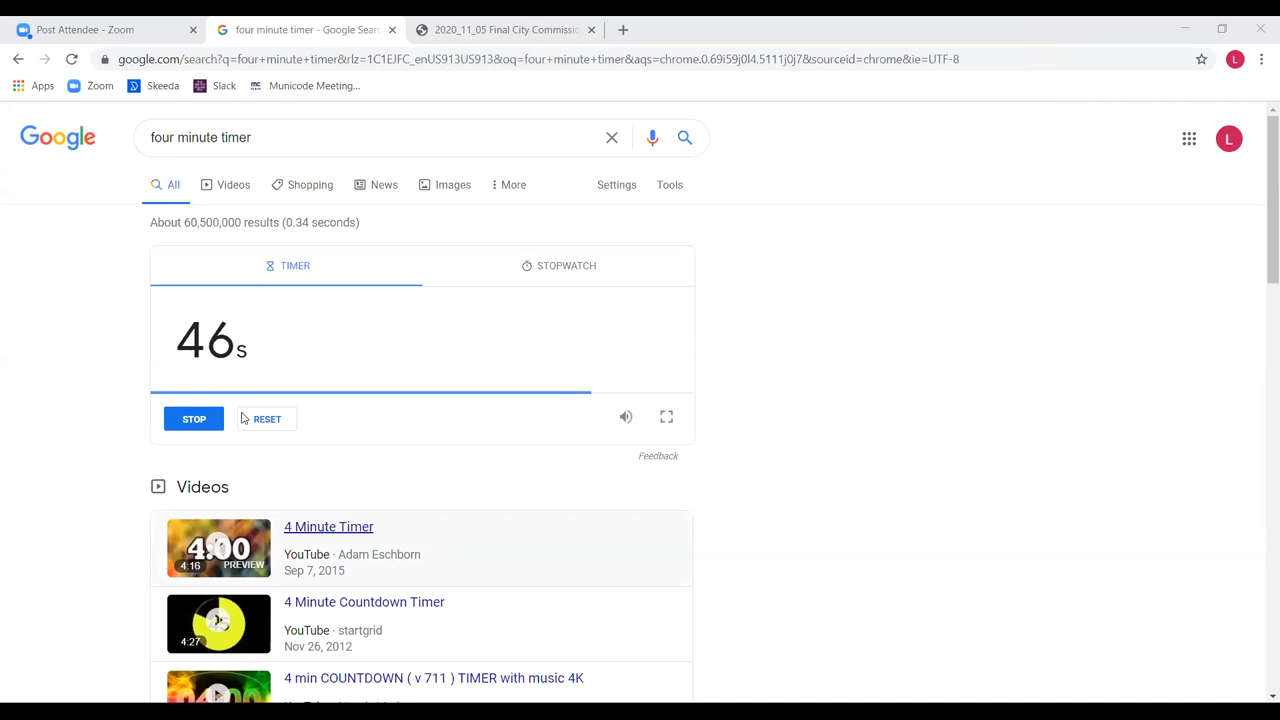 Post Attendee - Zoom
four minute timer - Google Sear
2020_11_05 Final City Commissic
google.com/search?q=four+minute+timer&rlz=1C1EJFC_enUS913US913&oq=four+minute+timer&aqs=chrome.0.69i59j0l4.5111j0j7&sourceid=chrome&ie=UTF-8
L
Apps
Zoom
Skeeda
Slack
mc
Municode Meeting...
Google
four minute timer
L
All
Videos
Shopping
News
Images
More
Settings
Tools
About 60,500,000 results (0.34 seconds)
TIMER
STOPWATCH
46s
STOP
RESET
Feedback
Videos
4:00
4:16
PREVIEW
4 Minute Timer
YouTube · Adam Eschborn
Sep 7, 2015
4:27
4 Minute Countdown Timer
YouTube · startgrid
Nov 26, 2012
4 min COUNTDOWN ( v 711 ) TIMER with music 4K